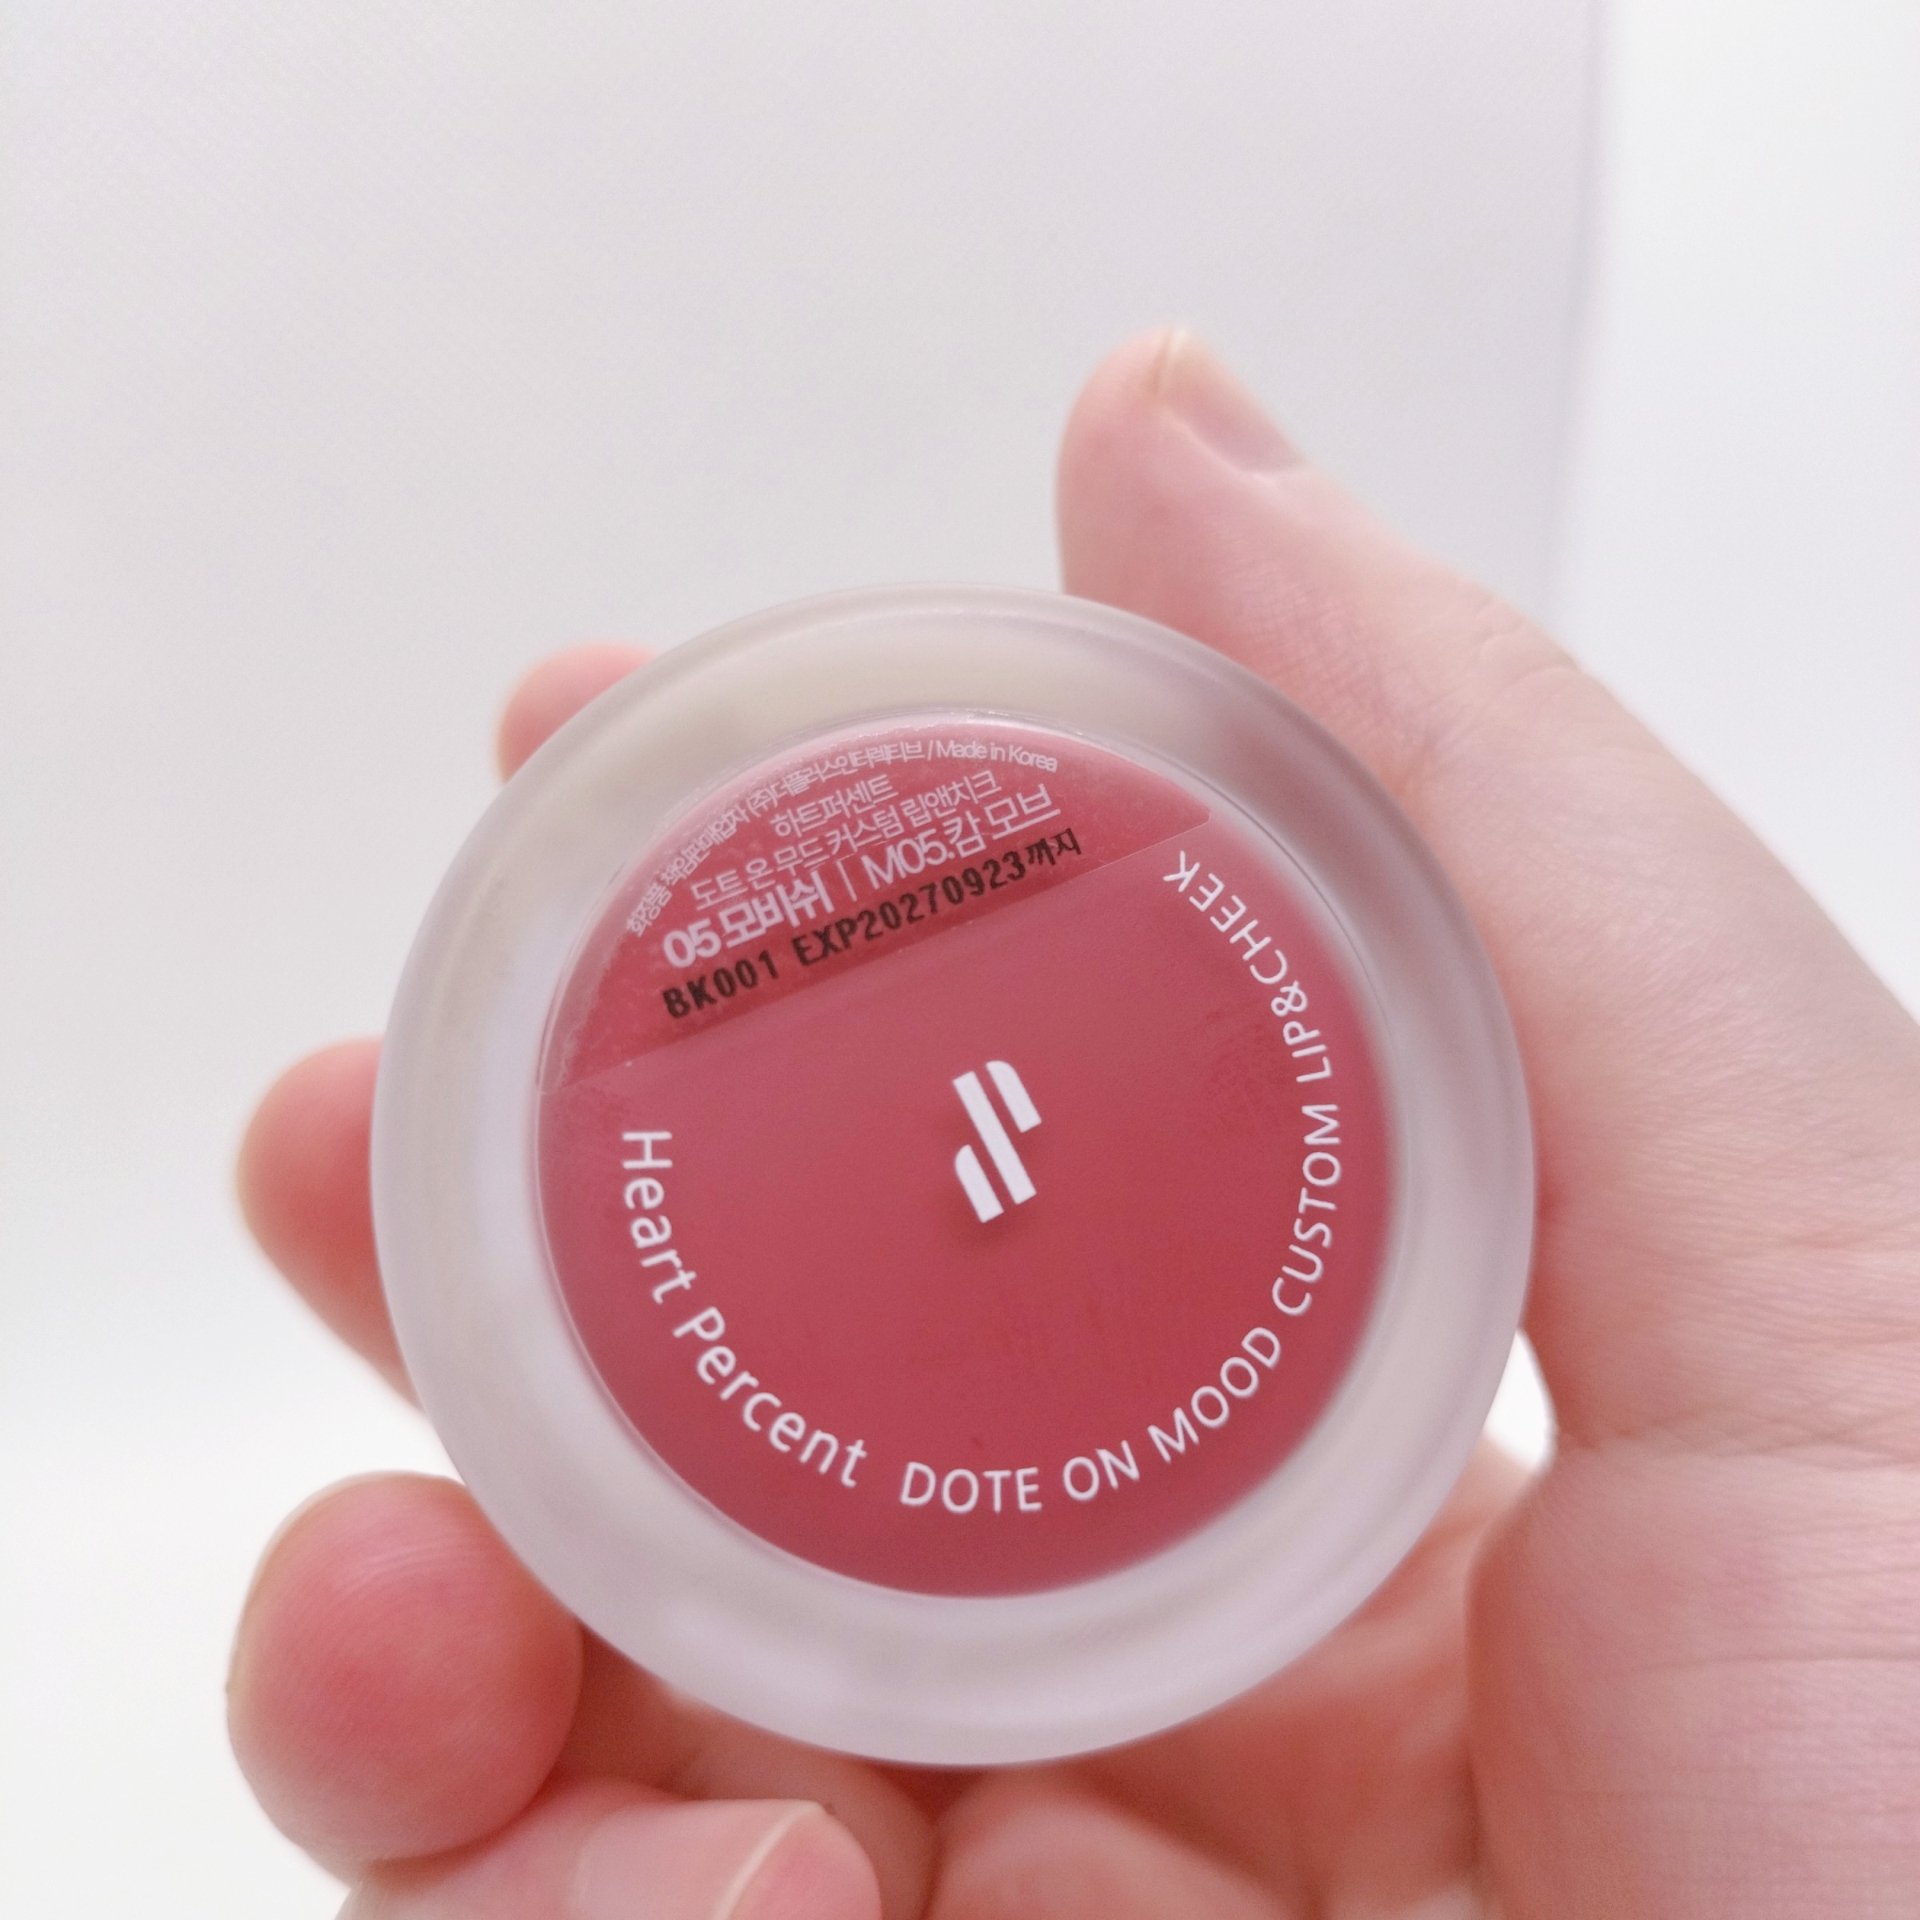 화장품 책임판매업자 (주)더플러스인터랙티브 / Made in Korea
하트퍼센트
도트 온 무드 커스텀 립앤치크
05 모비쉬 | M05.캄 모브
BK001 EXP20270923까지
Heart Percent DOTE ON MOOD CUSTOM LIP&CHEEK